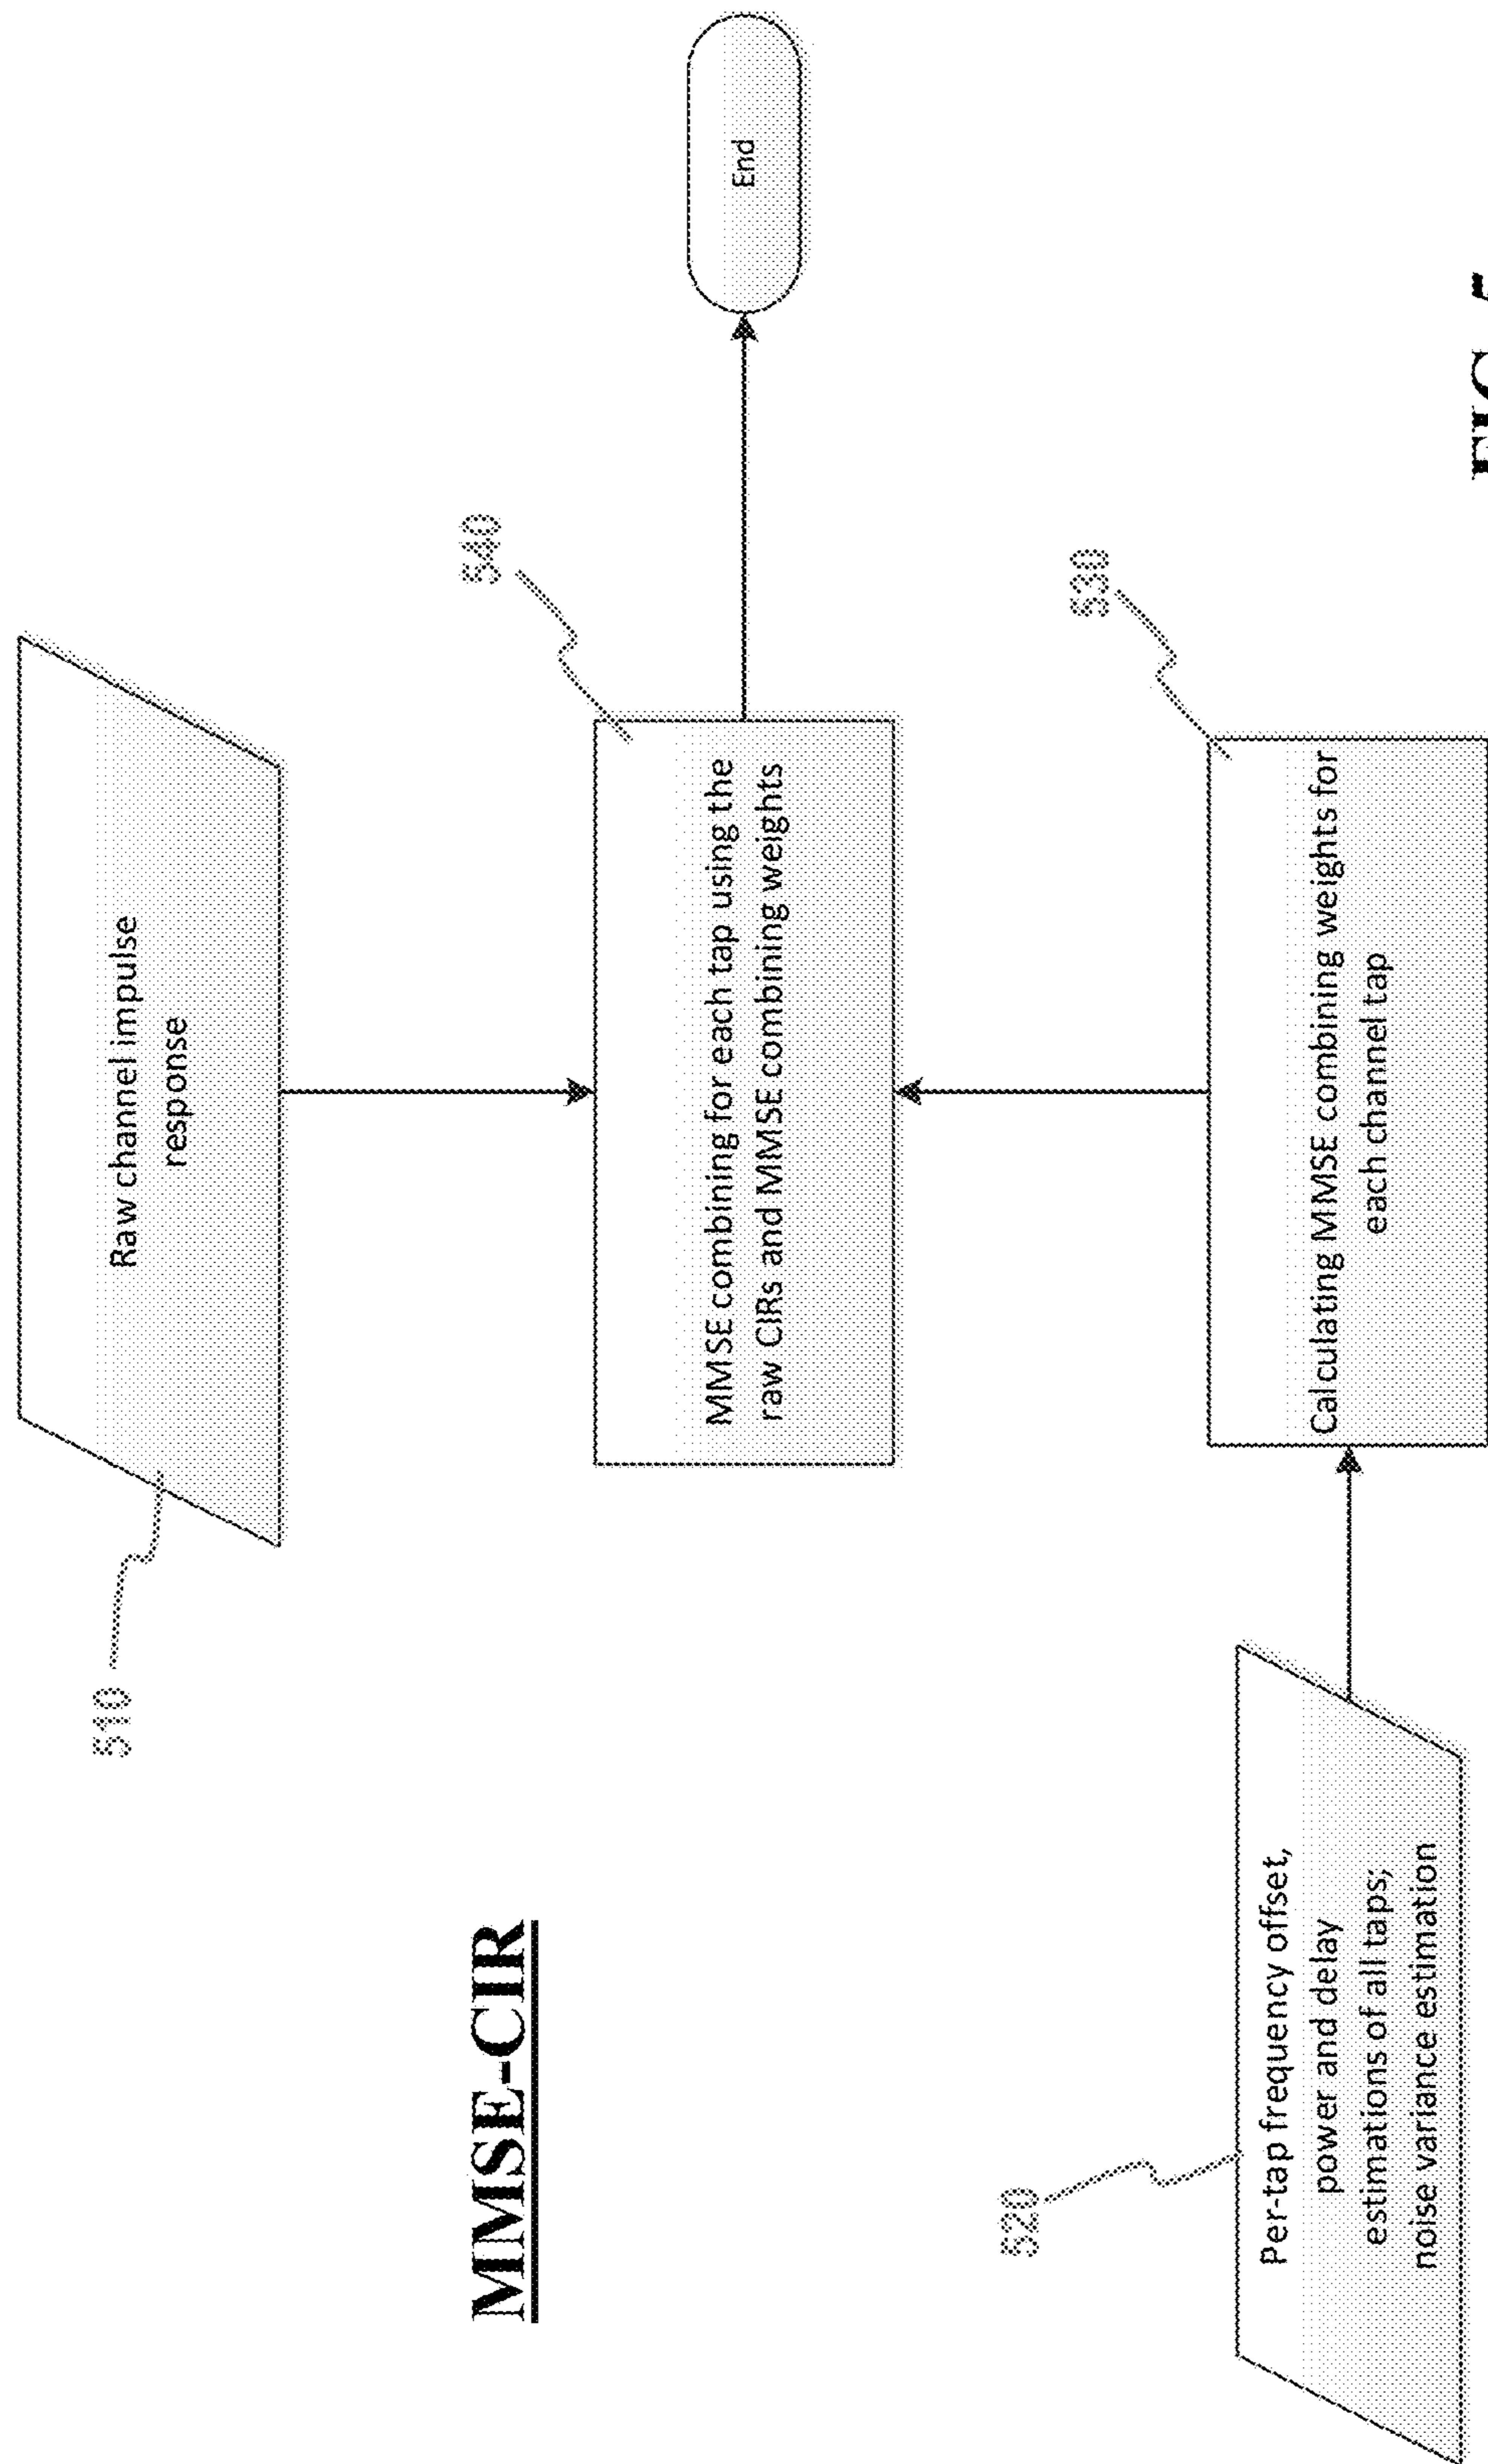 510
Raw channel impulse
response
540
MMSE combining for each tap using the
raw CIRs and MMSE combining weights
End
MMSE-CIR
520
Per-tap frequency offset,
power and delay
estimations of all taps;
noise variance estimation
530
Calculating MMSE combining weights for
each channel tap